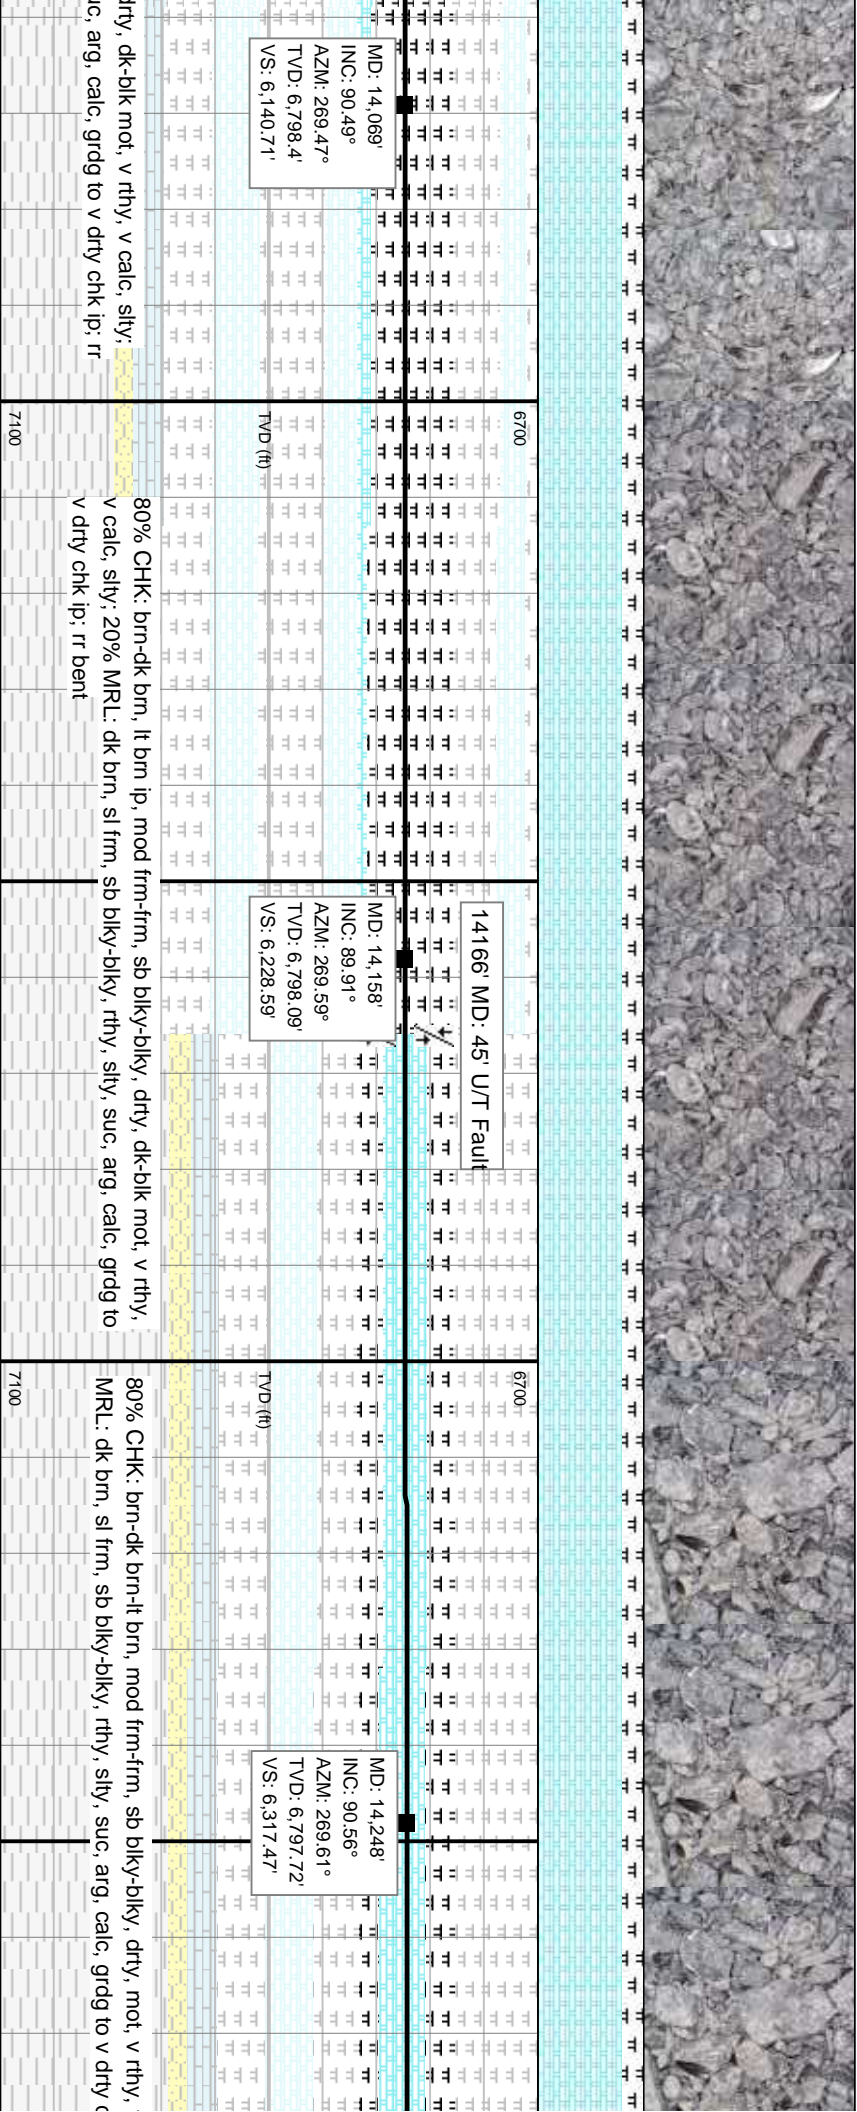 drty, dk-blk mot, v rthy, v calc, slty;
uc, arg, calc, grdg to v drty chk ip; rr
MD: 14,069'
INC: 90.49°
AZM: 269.47°
TVD: 6,798.4'
VS: 6,140.71'
6700
TVD (ft)
7100
80% CHK: brn-dk brn, lt brn ip, mod frm-frm, sb blky-blky, drty, dk-blk mot, v rthy,
v calc, slty; 20% MRL: dk brn, sl frm, sb blky-blky, rthy, slty, suc, arg, calc, grdg to
v drty chk ip; rr bent
14166' MD: 45' U/T Fault
MD: 14,158'
INC: 89.91°
AZM: 269.59°
TVD: 6,798.09'
VS: 6,228.59'
6700
TVD (ft)
7100
80% CHK: brn-dk brn-lt brn, mod frm-frm, sb blky-blky, drty, mot, v rthy,
MRL: dk brn, sl frm, sb blky-blky, rthy, slty, suc, arg, calc, grdg to v drty c
MD: 14,248'
INC: 90.56°
AZM: 269.61°
TVD: 6,797.72'
VS: 6,317.47'